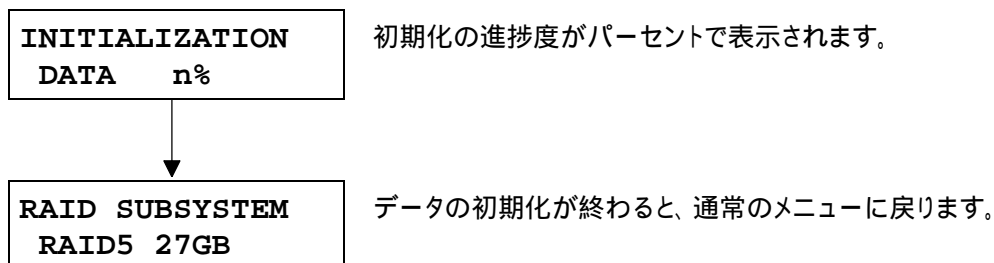 INITIALIZATION
DATA n%
初期化の進捗度がパーセントで表示されます。
RAID SUBSYSTEM
RAID5 27GB
データの初期化が終わると、通常のメニューに戻ります。